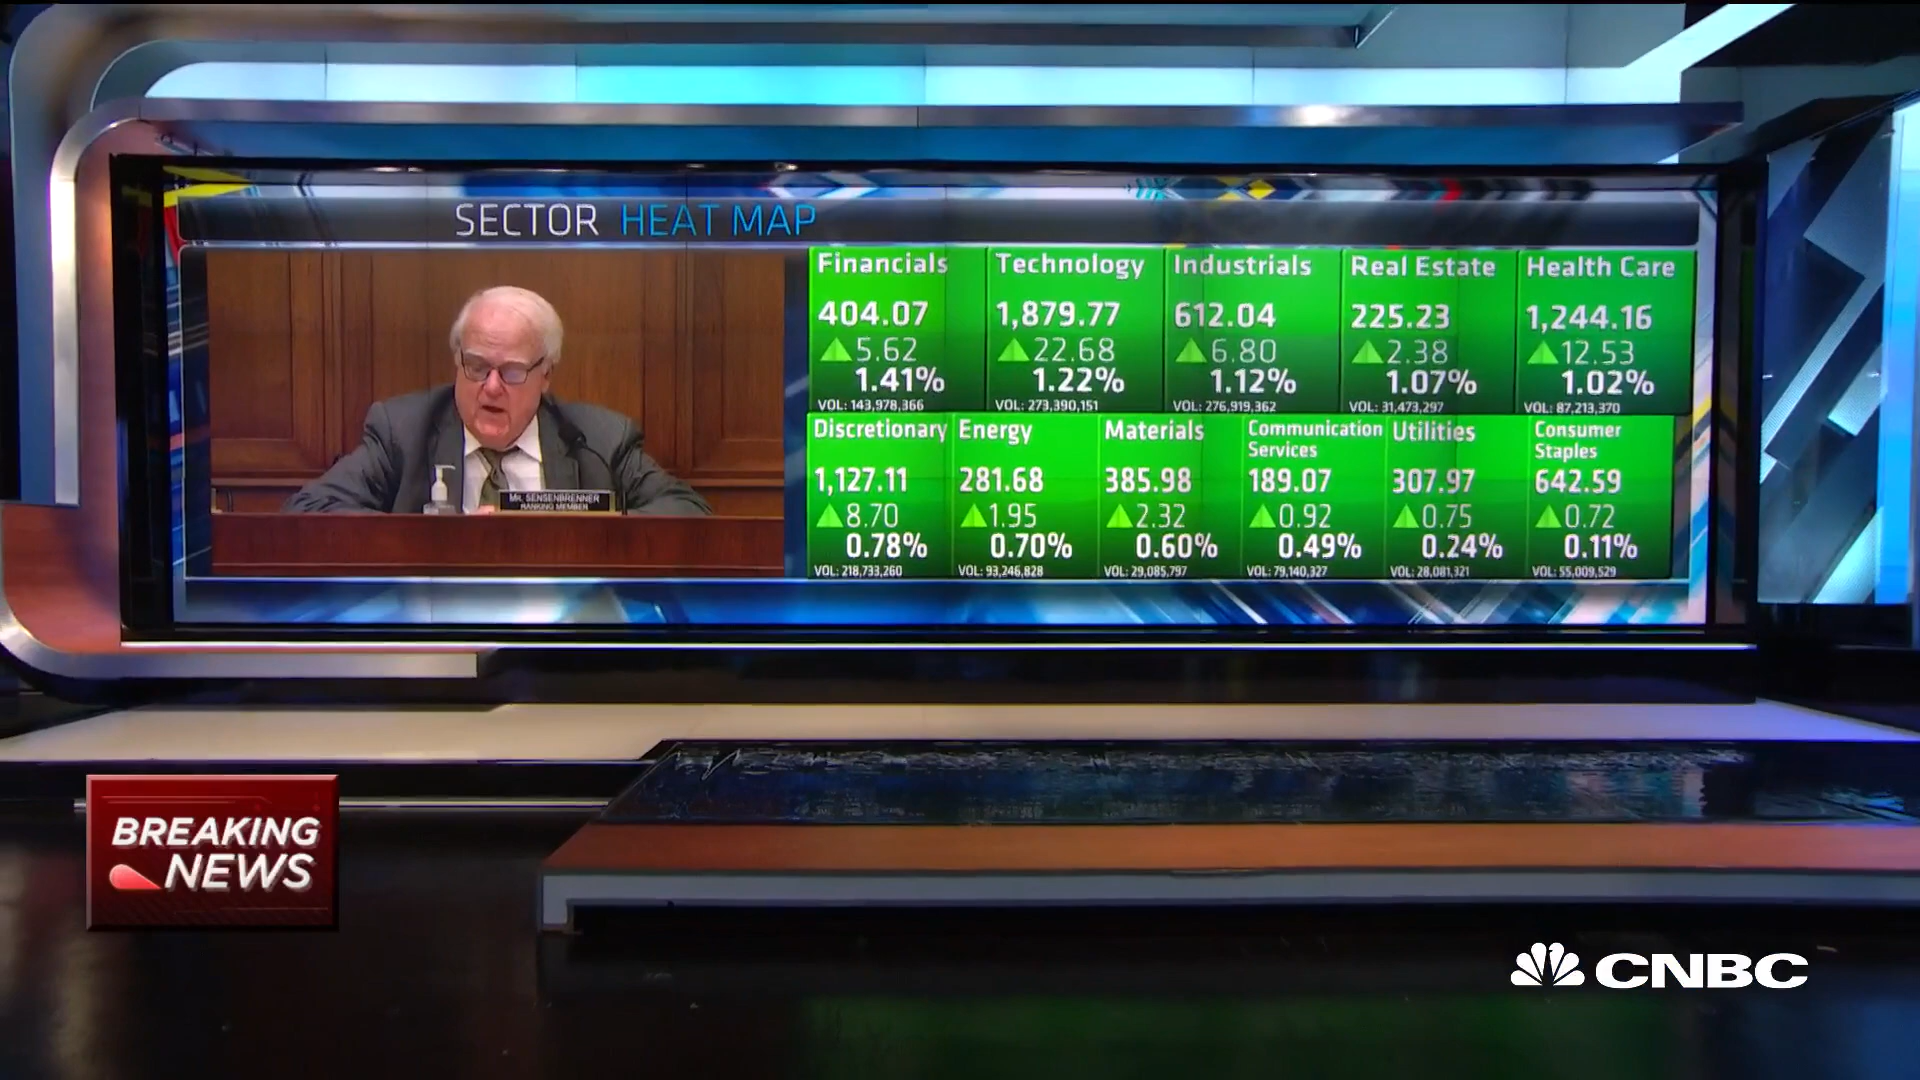 SECTOR HEAT MAP
Financials
404.07
5.62
1.41%
VOL: 143,978,366
Technology
1,879.77
22.68
1.22%
VOL: 273,390,151
Industrials
612.04
6.80
1.12%
VOL: 276,919,362
Real Estate
225.23
2.38
1.07%
VOL: 31,473,297
Health Care
1,244.16
12.53
1.02%
VOL: 87,213,370
Discretionary
1,127.11
8.70
0.78%
VOL: 218,733,260
Energy
281.68
1.95
0.70%
VOL: 93,246,828
Materials
385.98
2.32
0.60%
VOL: 29,085,797
Communication
Services
189.07
0.92
0.49%
VOL: 79,140,327
Utilities
307.97
0.75
0.24%
VOL: 28,081,321
Consumer
Staples
642.59
0.72
0.11%
VOL: 55,009,529
MR. SENSENBRENNER
RANKING MEMBER
BREAKING
NEWS
CNBC